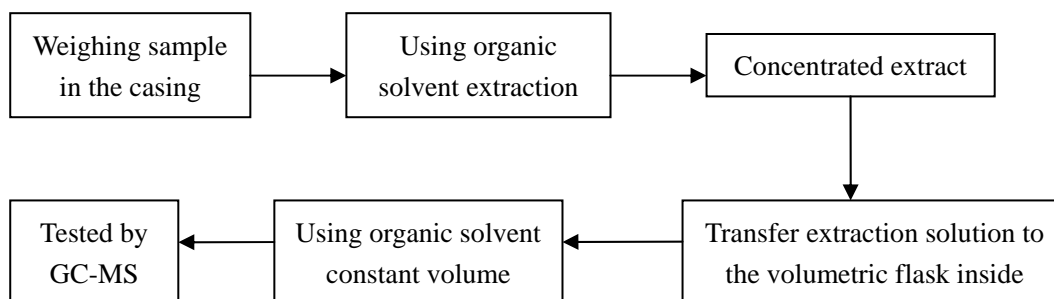 Weighing sample
in the casing
Using organic
solvent extraction
Concentrated extract
Transfer extraction solution to
the volumetric flask inside
Using organic solvent
constant volume
Tested by
GC-MS